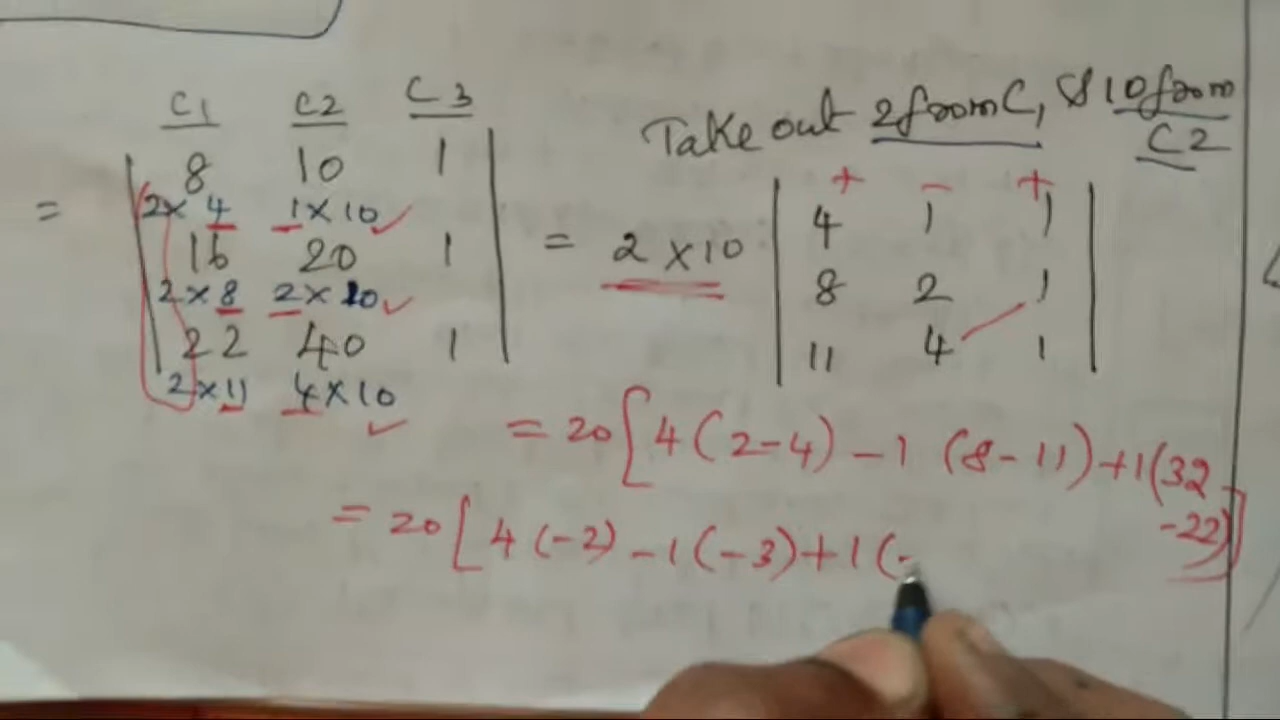 C1 C2 C3
Take out 2 from C1 & 10 from C2
8 10 1
2 × 4 1 × 10 ✓
= 16 20 1
2 × 8 2 × 10 ✓
22 40 1
2 × 11 4 × 10 ✓
+ - +
= 2 × 10 | 4 1 1 |
8 2 1
11 4 1
= 20 [ 4 ( 2 - 4 ) - 1 ( 8 - 11 ) + 1 ( 32
- 22 ) ]
= 20 [ 4 ( -2 ) - 1 ( -3 ) + 1 (